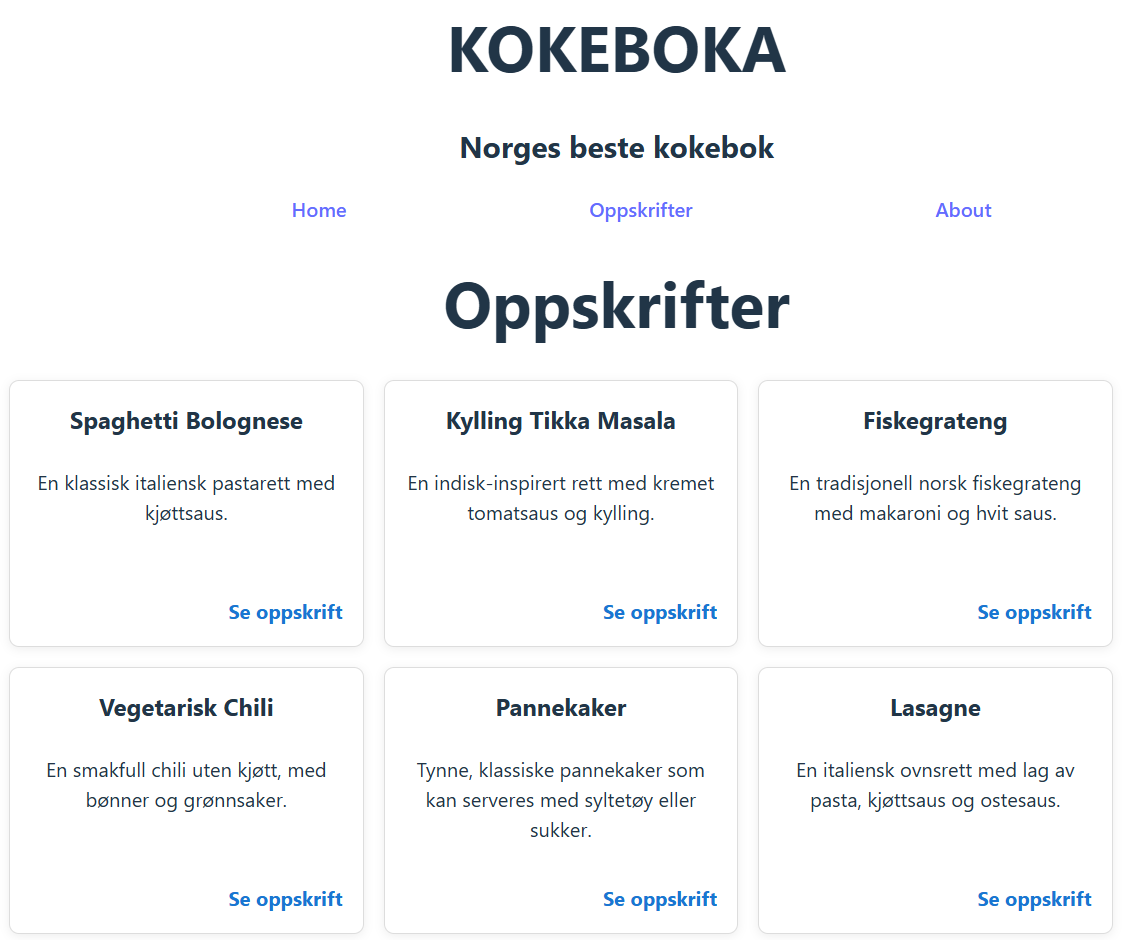 KOKEBOKA
Norges beste kokebok
Home
Oppskrifter
About
Oppskrifter
Spaghetti Bolognese
En klassisk italiensk pastarett med
kjøttsaus.
Se oppskrift
Kylling Tikka Masala
En indisk-inspirert rett med kremet
tomatsaus og kylling.
Se oppskrift
Fiskegrateng
En tradisjonell norsk fiskegrateng
med makaroni og hvit saus.
Se oppskrift
Vegetarisk Chili
En smakfull chili uten kjøtt, med
bønner og grønnsaker.
Se oppskrift
Pannekaker
Tynne, klassiske pannekaker som
kan serveres med syltetøy eller
sukker.
Se oppskrift
Lasagne
En italiensk ovnsrett med lag av
pasta, kjøttsaus og ostesaus.
Se oppskrift